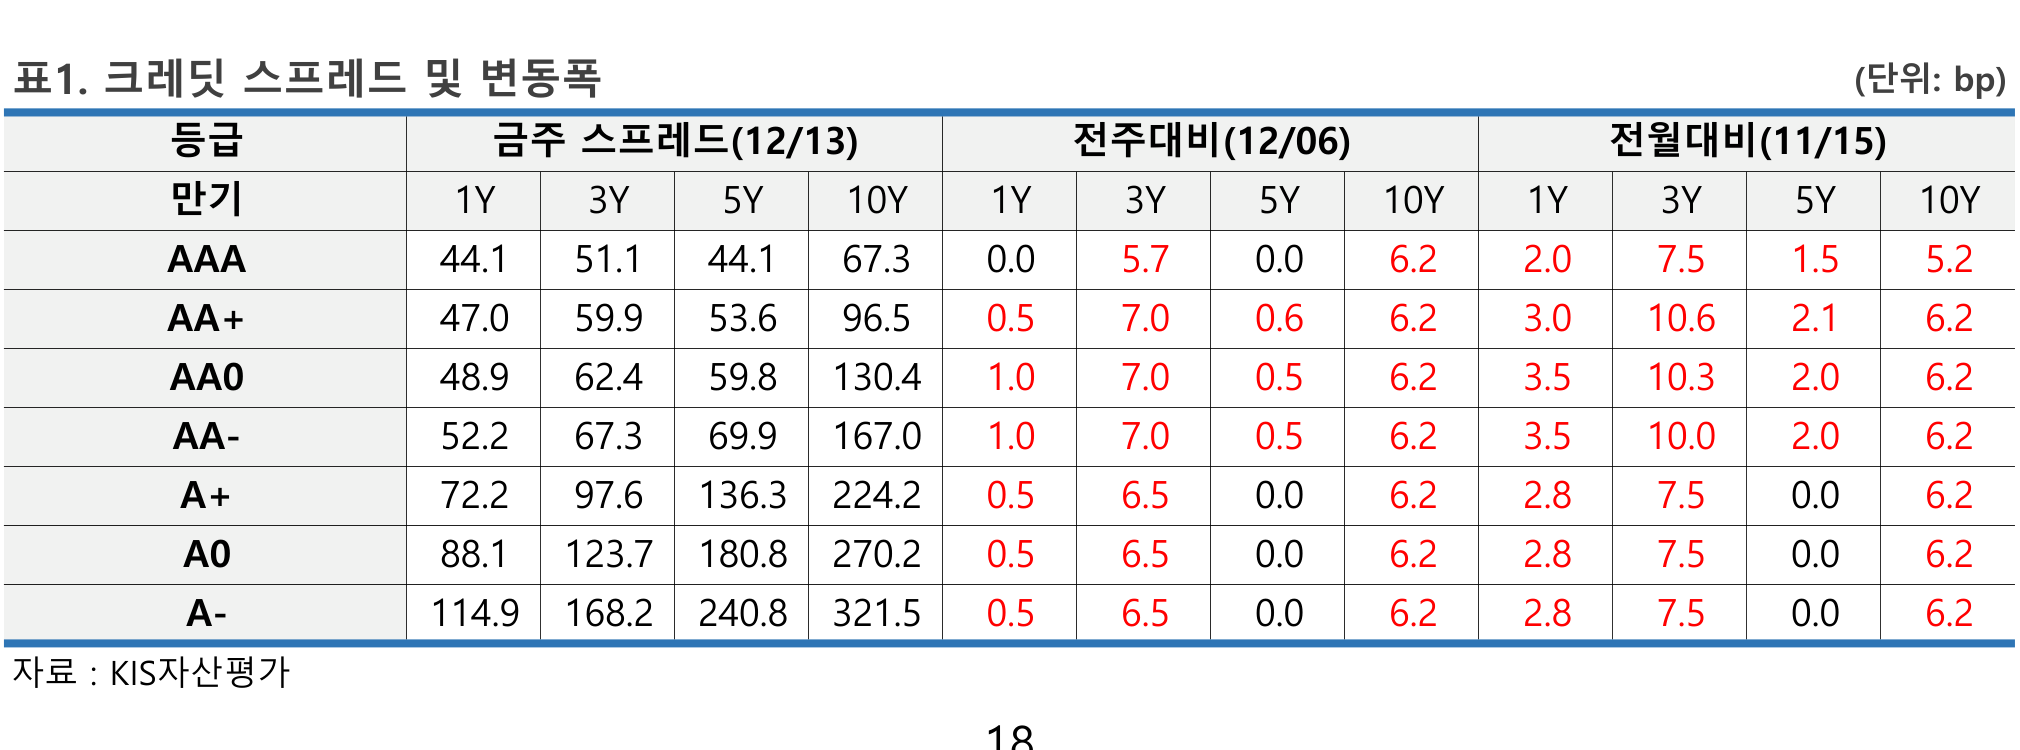 표1. 크레딧 스프레드 및 변동폭 (단위: bp)
등급 금주 스프레드(12/13) 전주대비(12/06) 전월대비(11/15)
만기 1Y 3Y 5Y 10Y 1Y 3Y 5Y 10Y 1Y 3Y 5Y 10Y
AAA 44.1 51.1 44.1 67.3 0.0 5.7 0.0 6.2 2.0 7.5 1.5 5.2
AA+ 47.0 59.9 53.6 96.5 0.5 7.0 0.6 6.2 3.0 10.6 2.1 6.2
AA0 48.9 62.4 59.8 130.4 1.0 7.0 0.5 6.2 3.5 10.3 2.0 6.2
AA- 52.2 67.3 69.9 167.0 1.0 7.0 0.5 6.2 3.5 10.0 2.0 6.2
A+ 72.2 97.6 136.3 224.2 0.5 6.5 0.0 6.2 2.8 7.5 0.0 6.2
A0 88.1 123.7 180.8 270.2 0.5 6.5 0.0 6.2 2.8 7.5 0.0 6.2
A- 114.9 168.2 240.8 321.5 0.5 6.5 0.0 6.2 2.8 7.5 0.0 6.2
자료 : KIS자산평가
18